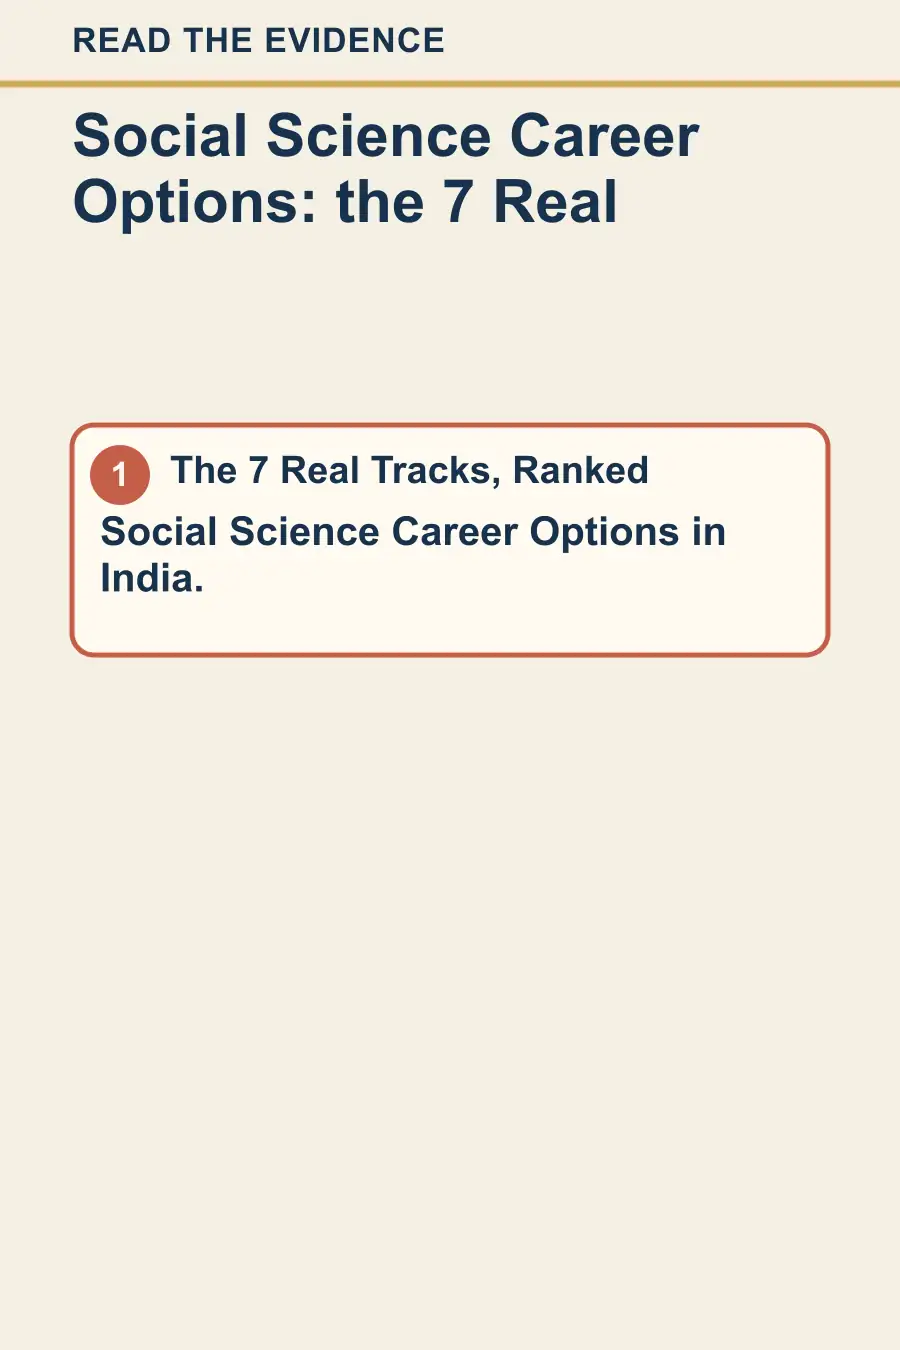 READ THE EVIDENCE
Social Science Career
Options: the 7 Real
1 The 7 Real Tracks, Ranked
Social Science Career Options in
India.